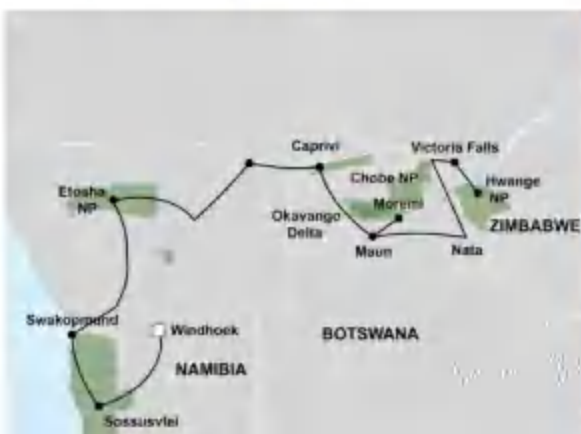 Caprivi
Victoria Falls
Chobe NP
Hwange
NP
Etosha
NP
Moremi
Okavango
Delta
ZIMBABWE
Maun
Nata
Swakopmund
Windhoek
BOTSWANA
NAMIBIA
Sossusvlei